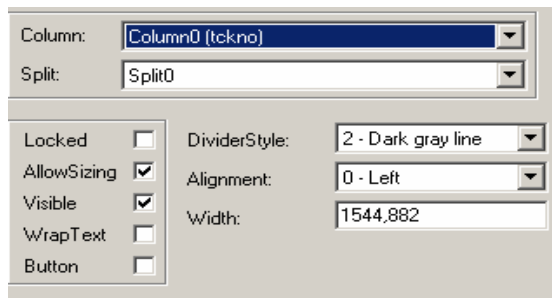 Column: Column0 (tckno)
Split: Split0
Locked DividerStyle: 2 - Dark gray line
AllowSizing Alignment: 0 - Left
Visible Width: 1544,882
WrapText
Button